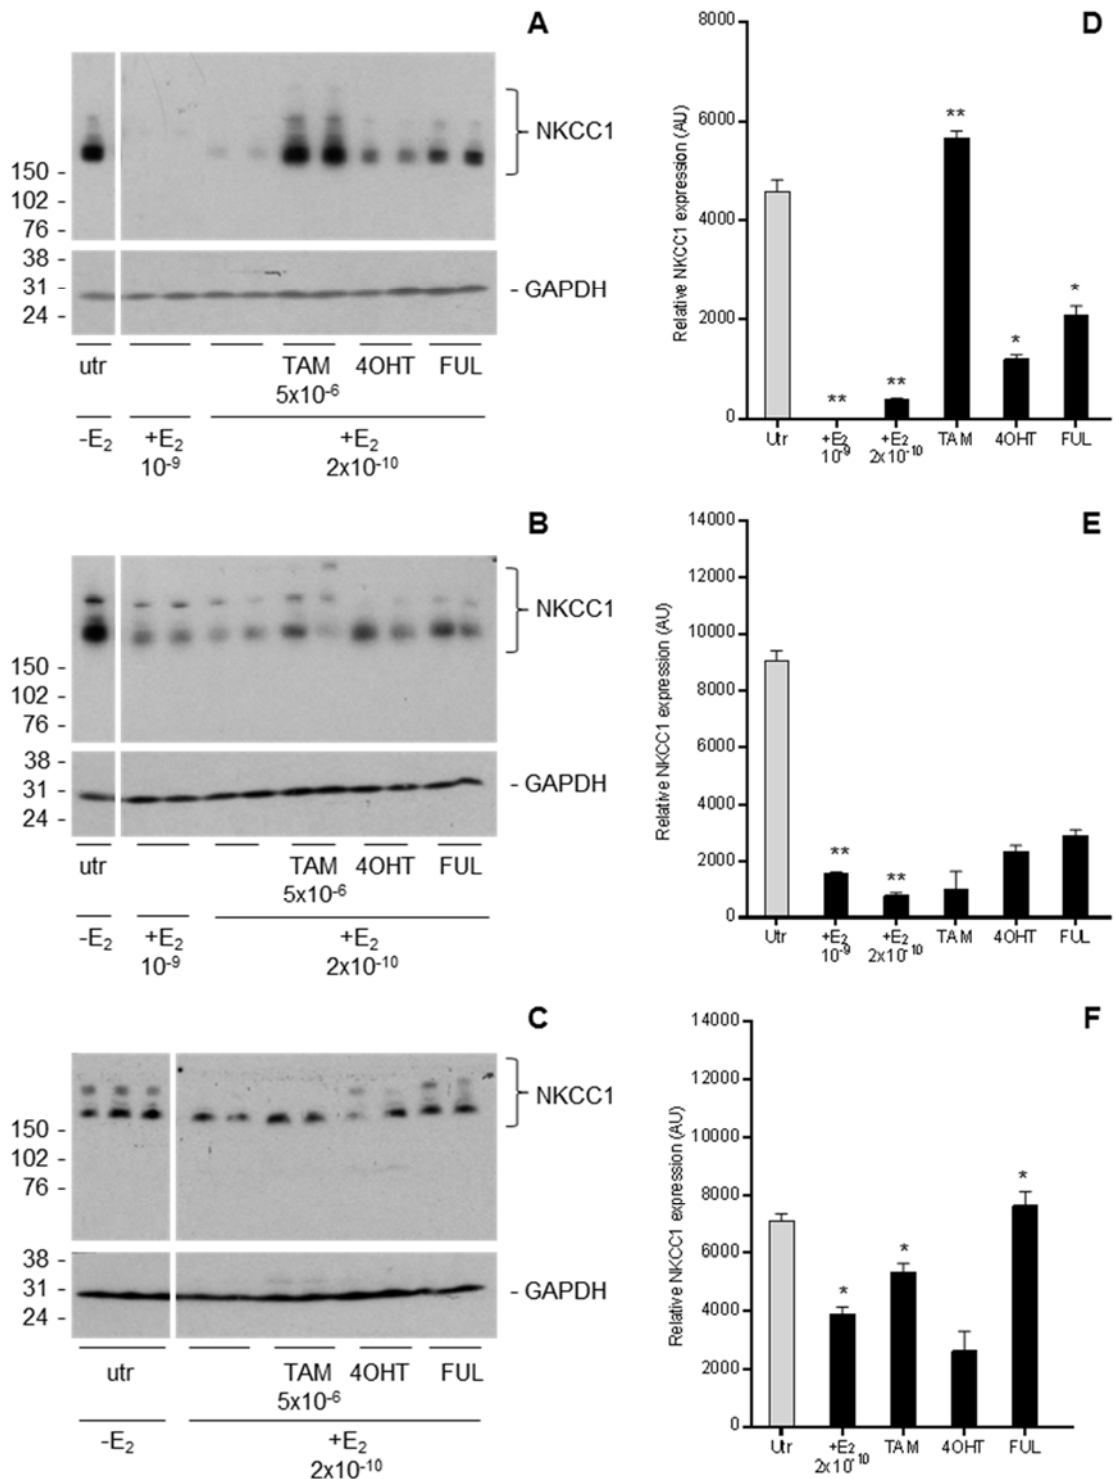 A
NKCC1
150 -
102 -
76 -
38 -
31 -
24 -
- GAPDH
utr
TAM
4OHT
FUL
5x10-6
-E2
+E2
10-9
+E2
2x10-10
D
Relative NKCC1 expression (AU)
8000
6000
4000
2000
0
**
**
**
*
*
Utr
+E2
10-9
+E2
2x10-10
TAM
4OHT
FUL
B
NKCC1
150 -
102 -
76 -
38 -
31 -
24 -
- GAPDH
utr
TAM
4OHT
FUL
5x10-6
-E2
+E2
10-9
+E2
2x10-10
E
Relative NKCC1 expression (AU)
14000
12000
10000
8000
6000
4000
2000
0
**
**
Utr
+E2
10-9
+E2
2x10-10
TAM
4OHT
FUL
C
NKCC1
150 -
102 -
76 -
38 -
31 -
24 -
- GAPDH
utr
TAM
4OHT
FUL
5x10-6
-E2
+E2
2x10-10
F
Relative NKCC1 expression (AU)
14000
12000
10000
8000
6000
4000
2000
0
*
*
*
Utr
+E2
2x10-10
TAM
4OHT
FUL